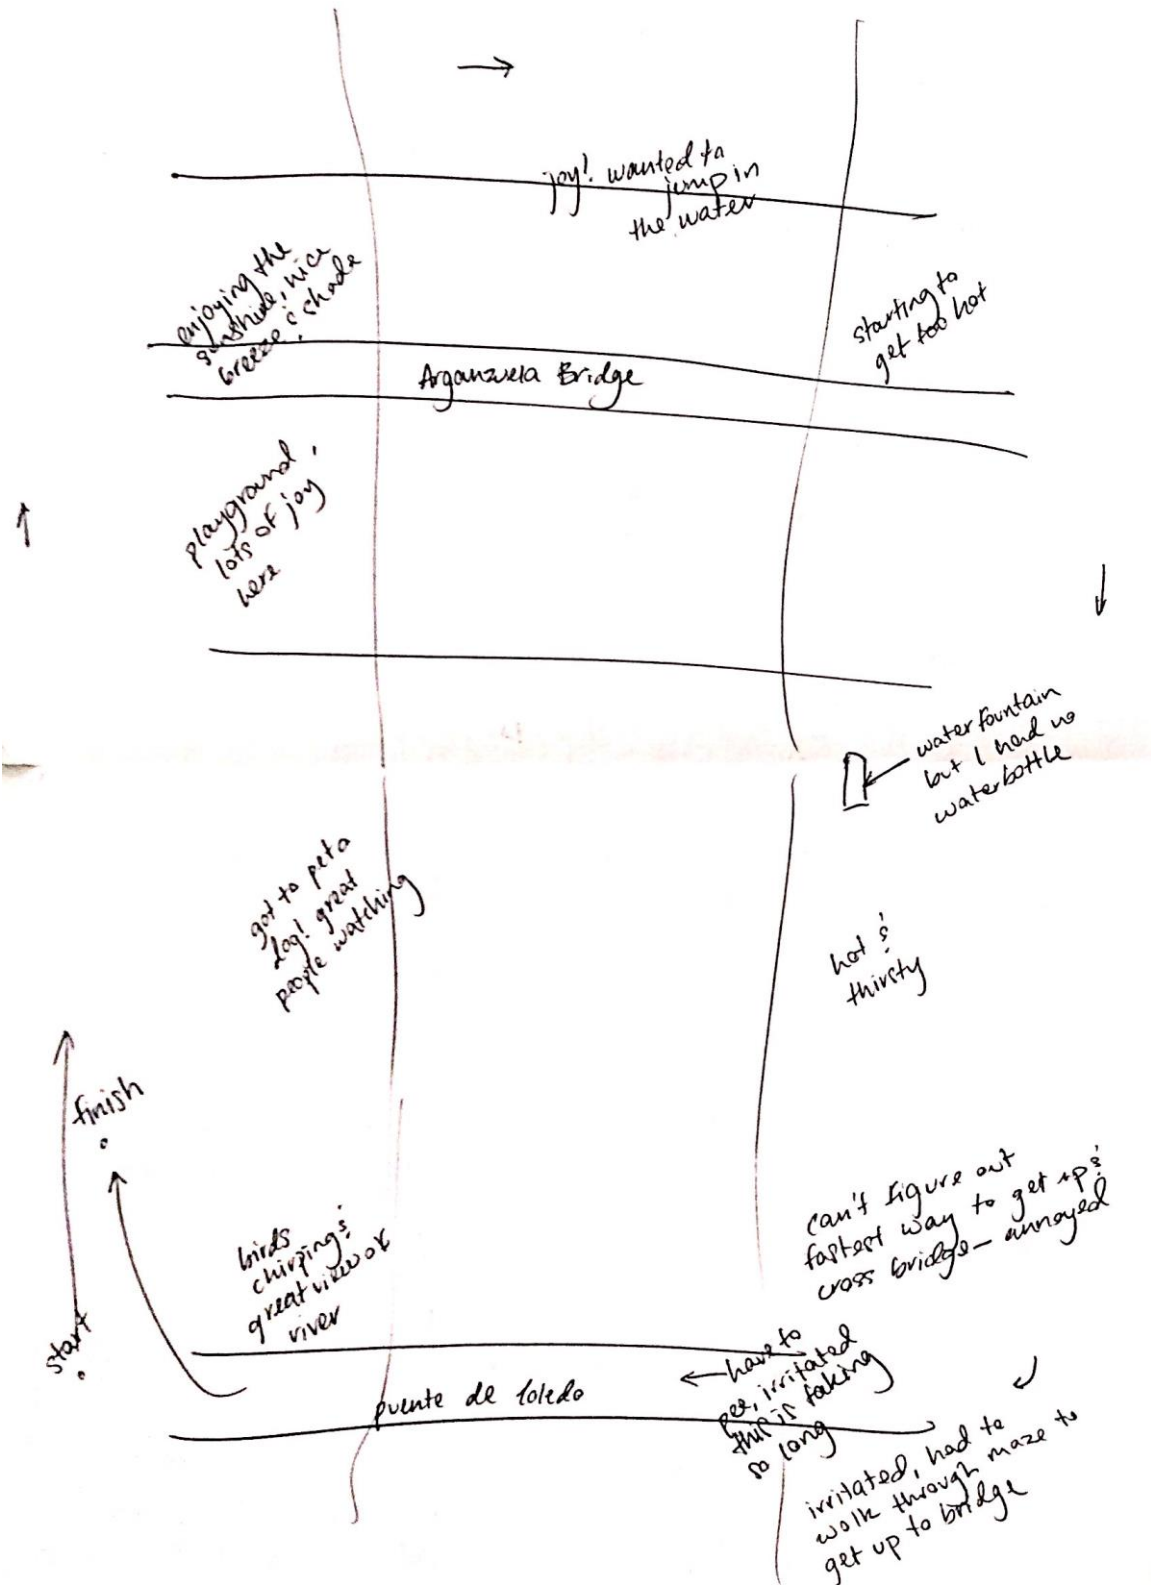 joy! wanted to
jump in
the water
enjoying the
sunshine, nice
breeze & shade
starting to
get too hot
Arganzuela Bridge
playground,
lots of joy
here
water fountain
but I had no
waterbottle
got to pet a
dog! great
people watching
hot &
thirsty
finish
start
birds
chirping &
great view of
river
can't figure out
fastest way to get up &
cross bridge - annoyed
have to
pee, irritated
this is taking
so long
puente de toledo
irritated, had to
walk through maze to
get up to bridge